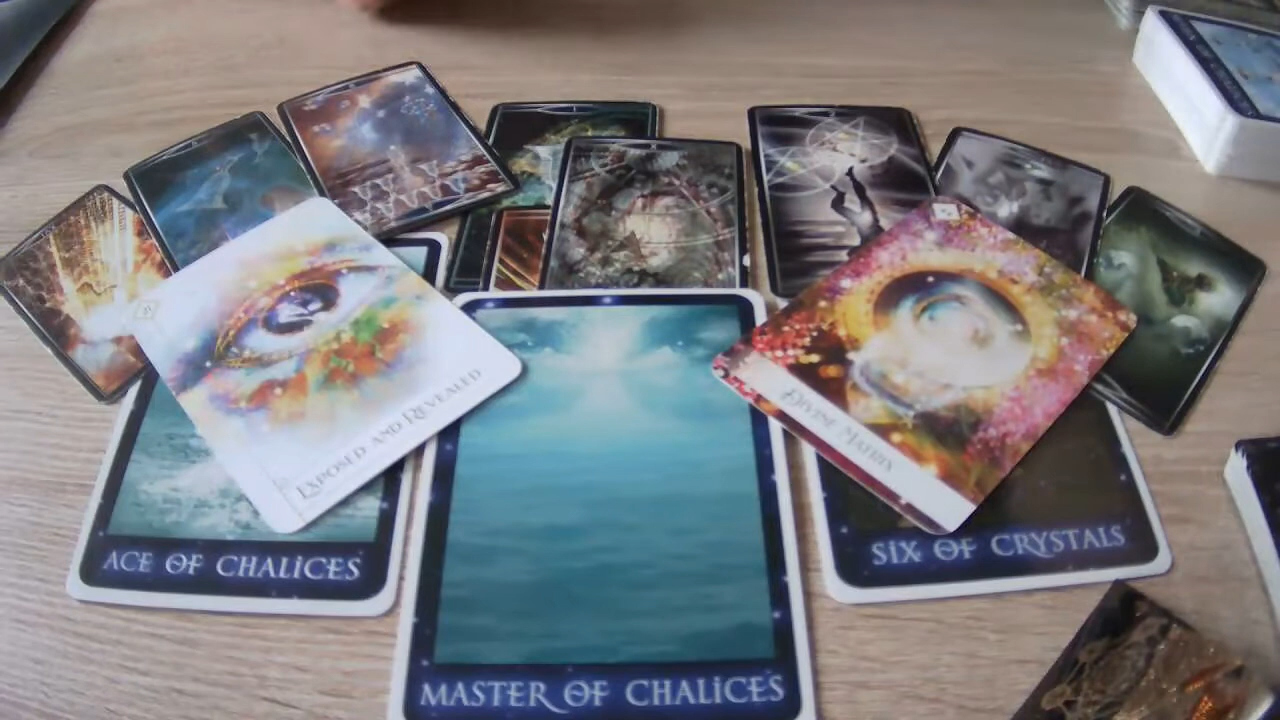 EXPOSED AND REVEALED
DIVINE MATRIX
ACE OF CHALICES
SIX OF CRYSTALS
MASTER OF CHALICES